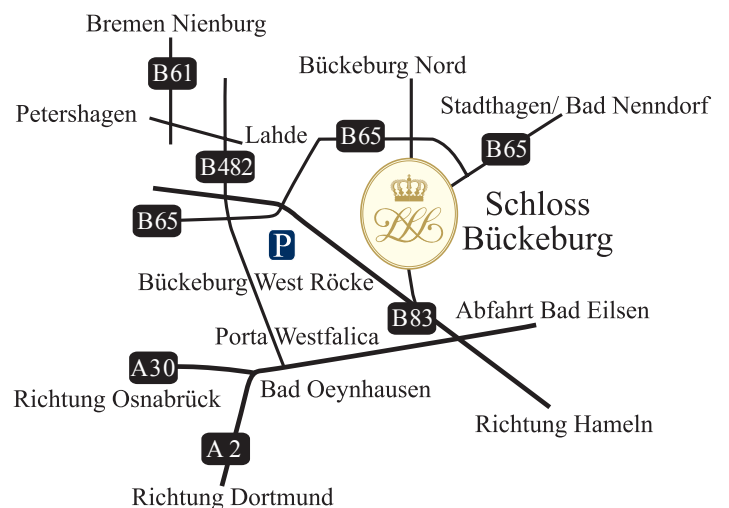 Bremen Nienburg
B61
Bückeburg Nord
Stadthagen/ Bad Nenndorf
Petershagen
Lahde
B65
B65
B482
Schloss
Bückeburg
B65
P
Bückeburg West Röcke
B83
Abfahrt Bad Eilsen
Porta Westfalica
A30
Bad Oeynhausen
Richtung Osnabrück
Richtung Hameln
A 2
Richtung Dortmund